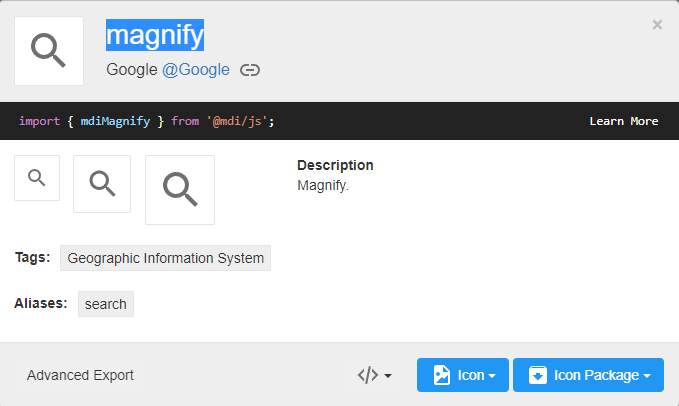 magnify
×
Google @Google
import { mdiMagnify } from '@mdi/js';
Learn More
Description
Magnify.
Tags: Geographic Information System
Aliases: search
Advanced Export
</>
Icon
Icon Package